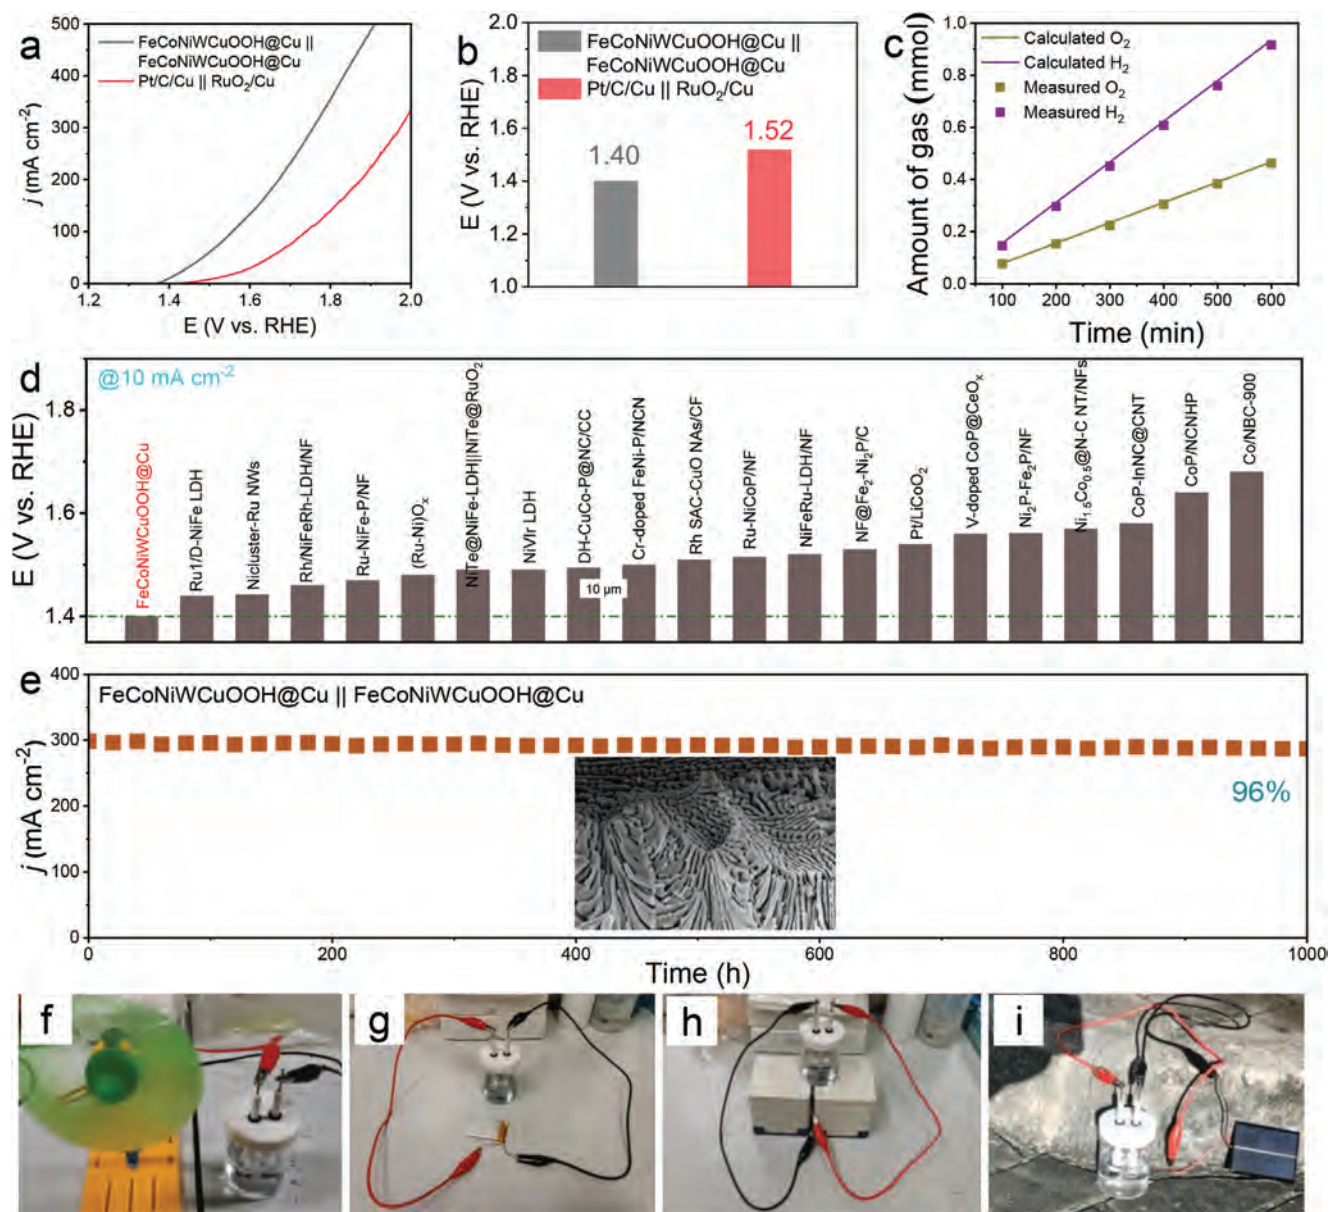 a
500
400
300
200
100
0
j (mA cm⁻²)
FeCoNiWCuOOH@Cu ||
FeCoNiWCuOOH@Cu
Pt/C/Cu || RuO₂/Cu
1.2 1.4 1.6 1.8 2.0
E (V vs. RHE)
b
2.0
1.8
1.6
1.4
1.2
1.0
E (V vs. RHE)
FeCoNiWCuOOH@Cu ||
FeCoNiWCuOOH@Cu
Pt/C/Cu || RuO₂/Cu
1.40
1.52
c
1.0
0.8
0.6
0.4
0.2
0.0
Amount of gas (mmol)
Calculated O₂
Calculated H₂
Measured O₂
Measured H₂
100 200 300 400 500 600
Time (min)
d
@10 mA cm⁻²
1.8
1.6
1.4
E (V vs. RHE)
FeCoNiWCuOOH@Cu
Ru1/D-NiFe LDH
Nicluster-Ru NWs
Rh/NiFeRh-LDH/NF
Ru-NiFe-P/NF
(Ru-Ni)Oₓ
NiTe@NiFe-LDH||NiTe@RuO₂
NiV/Ir LDH
DH-CuCo-P@NC/CC
Cr-doped FeNi-P/NCN
Rh SAC-CuO NAs/CF
Ru-NiCoP/NF
NiFeRu-LDH/NF
NF@Fe₂-Ni₂P/C
Pt/LiCoO₂
V-doped CoP@CeOₓ
Ni₂P-Fe₂P/NF
Ni₁.₅Co₀.₅@N-C NT/NFs
CoP-InNC@CNT
CoP/NCNHP
Co/NBC-900
10 µm
e
400
300
200
100
0
j (mA cm⁻²)
FeCoNiWCuOOH@Cu || FeCoNiWCuOOH@Cu
96%
0 200 400 600 800 1000
Time (h)
f
g
h
i